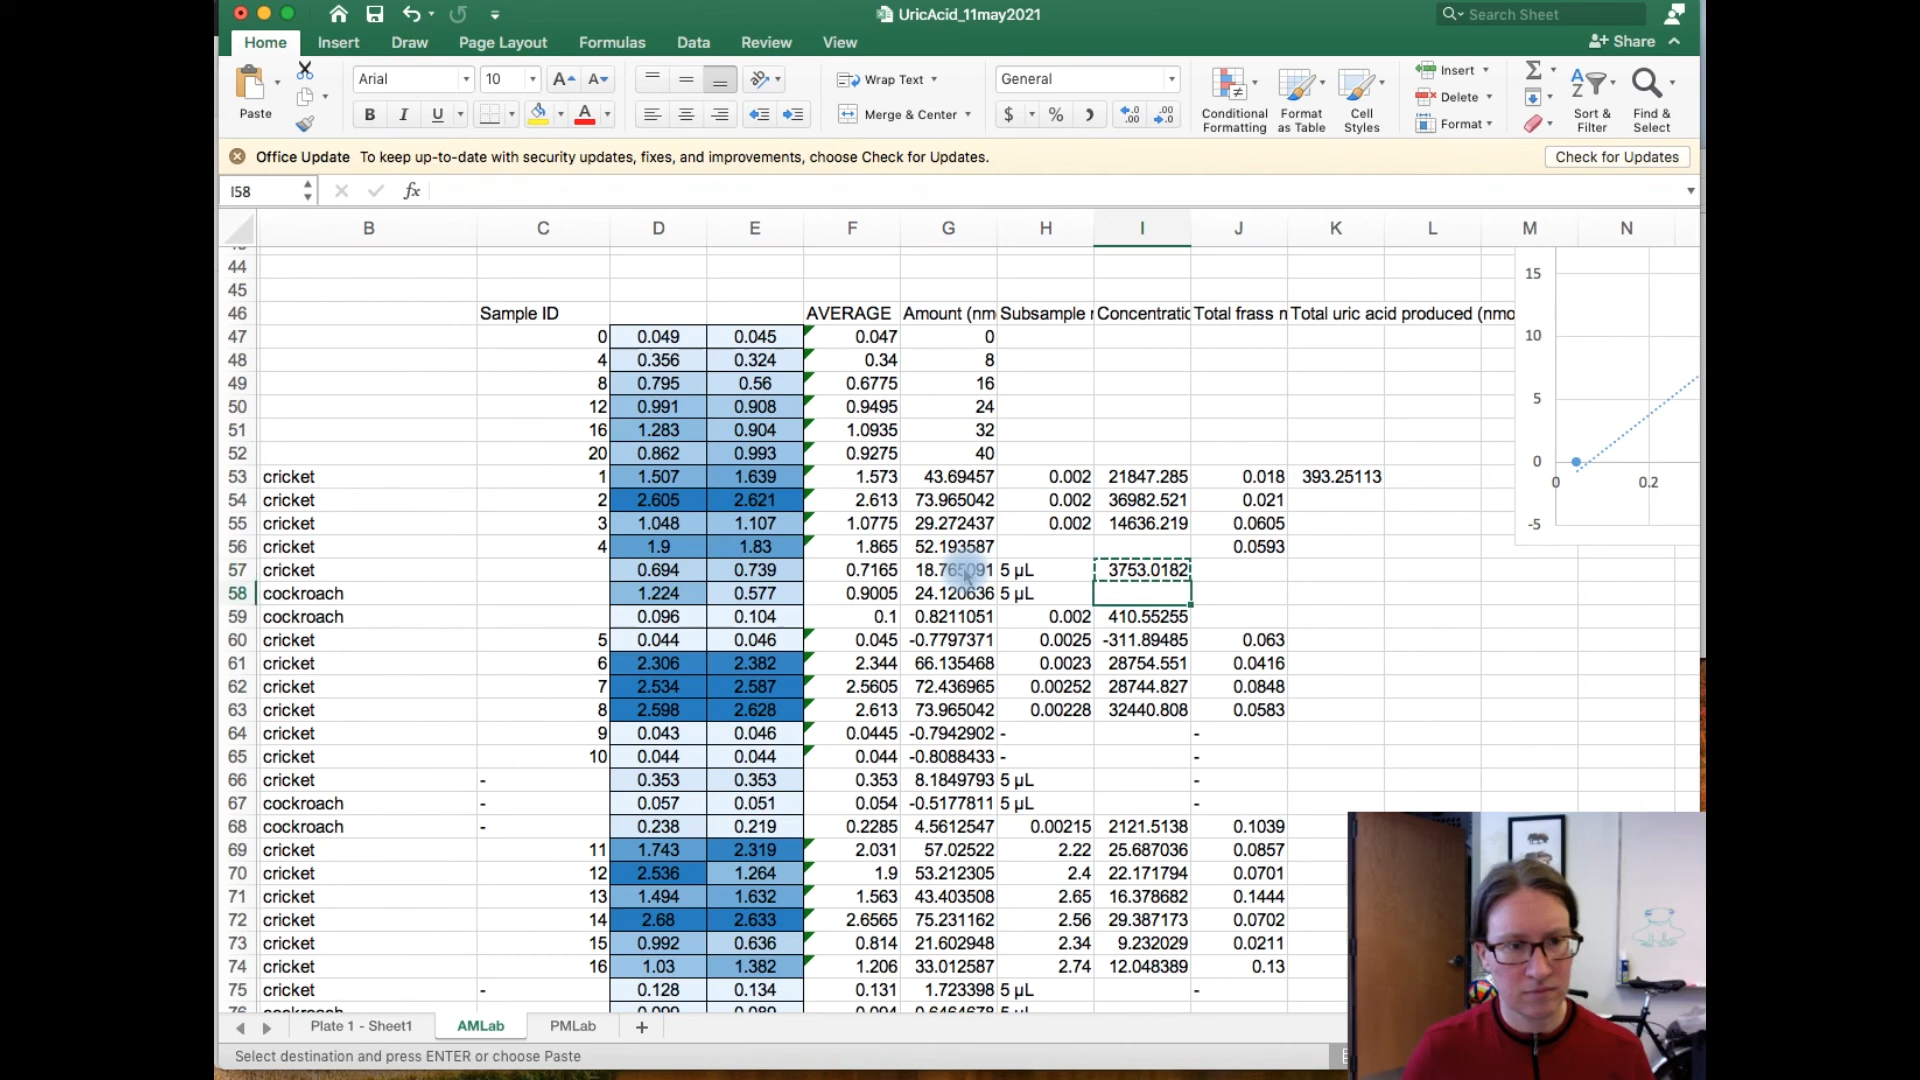 UricAcid_11may2021
Search Sheet
Home Insert Draw Page Layout Formulas Data Review View
Share
Paste
Arial 10
A A
B I U
Wrap Text
Merge & Center
General
$ %
Conditional Formatting
Format as Table
Cell Styles
Insert
Delete
Format
Sort & Filter
Find & Select
Office Update To keep up-to-date with security updates, fixes, and improvements, choose Check for Updates.
Check for Updates
I58
fx
B C D E F G H I J K L M N
44
45
46 Sample ID AVERAGE Amount (nm Subsample Concentratic Total frass n Total uric acid produced (nmo
47 0 0.049 0.045 0.047 0
48 4 0.356 0.324 0.34 8
49 8 0.795 0.56 0.6775 16
50 12 0.991 0.908 0.9495 24
51 16 1.283 0.904 1.0935 32
52 20 0.862 0.993 0.9275 40
53 cricket 1 1.507 1.639 1.573 43.69457 0.002 21847.285 0.018 393.25113
54 cricket 2 2.605 2.621 2.613 73.965042 0.002 36982.521 0.021
55 cricket 3 1.048 1.107 1.0775 29.272437 0.002 14636.219 0.0605
56 cricket 4 1.9 1.83 1.865 52.193587 0.0593
57 cricket 0.694 0.739 0.7165 18.765091 5 µL 3753.0182
58 cockroach 1.224 0.577 0.9005 24.120636 5 µL
59 cockroach 0.096 0.104 0.1 0.8211051 0.002 410.55255
60 cricket 5 0.044 0.046 0.045 -0.7797371 0.0025 -311.89485 0.063
61 cricket 6 2.306 2.382 2.344 66.135468 0.0023 28754.551 0.0416
62 cricket 7 2.534 2.587 2.5605 72.436965 0.00252 28744.827 0.0848
63 cricket 8 2.598 2.628 2.613 73.965042 0.00228 32440.808 0.0583
64 cricket 9 0.043 0.046 0.0445 -0.7942902 - -
65 cricket 10 0.044 0.044 0.044 -0.8088433 - -
66 cricket - 0.353 0.353 0.353 8.1849793 5 µL -
67 cockroach - 0.057 0.051 0.054 -0.5177811 5 µL -
68 cockroach - 0.238 0.219 0.2285 4.5612547 0.00215 2121.5138 0.1039
69 cricket 11 1.743 2.319 2.031 57.02522 2.22 25.687036 0.0857
70 cricket 12 2.536 1.264 1.9 53.212305 2.4 22.171794 0.0701
71 cricket 13 1.494 1.632 1.563 43.403508 2.65 16.378682 0.1444
72 cricket 14 2.68 2.633 2.6565 75.231162 2.56 29.387173 0.0702
73 cricket 15 0.992 0.636 0.814 21.602948 2.34 9.232029 0.0211
74 cricket 16 1.03 1.382 1.206 33.012587 2.74 12.048389 0.13
75 cricket - 0.128 0.134 0.131 1.723398 5 µL -
15
10
5
0
0 0.2
-5
Plate 1 - Sheet1 AMLab PMLab +
Select destination and press ENTER or choose Paste